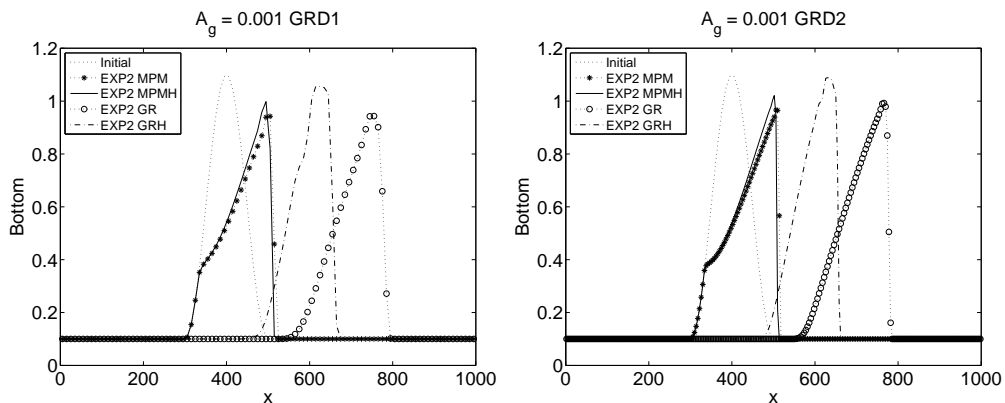 A_g = 0.001 GRD1
1.2
1
0.8
0.6
0.4
0.2
0
Bottom
Initial
EXP2 MPM
EXP2 MPMH
EXP2 GR
EXP2 GRH
0 200 400 600 800 1000
x
A_g = 0.001 GRD2
1.2
1
0.8
0.6
0.4
0.2
0
Bottom
Initial
EXP2 MPM
EXP2 MPMH
EXP2 GR
EXP2 GRH
0 200 400 600 800 1000
x